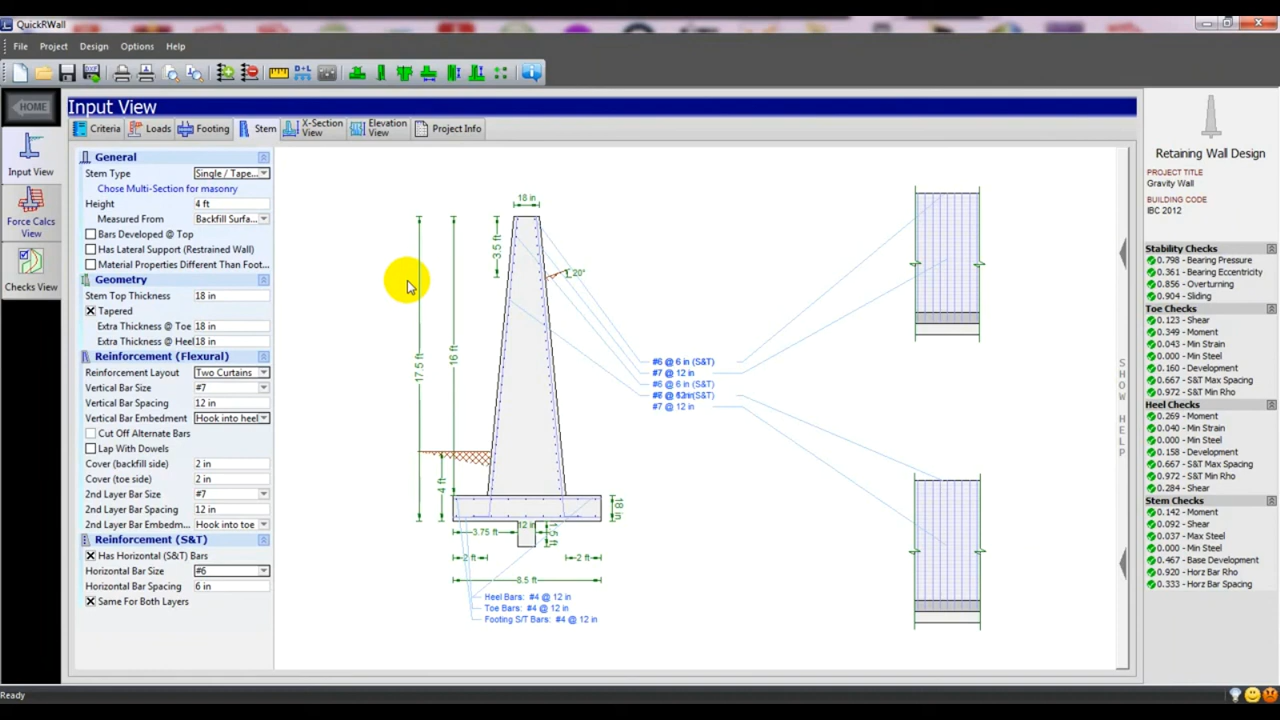 QuickRWall
File Project Design Options Help
HOME
Input View
Criteria Loads Footing Stem X-Section View Elevation View Project Info
Input View
Force Calcs View
Checks View
General
Stem Type Single / Tape...
Chose Multi-Section for masonry
Height 4 ft
Measured From Backfill Surfa...
Bars Developed @ Top
Has Lateral Support (Restrained Wall)
Material Properties Different Than Foot...
Geometry
Stem Top Thickness 18 in
Tapered
Extra Thickness @ Toe 18 in
Extra Thickness @ Heel 18 in
Reinforcement (Flexural)
Reinforcement Layout Two Curtains
Vertical Bar Size #7
Vertical Bar Spacing 12 in
Vertical Bar Embedment Hook into heel
Cut Off Alternate Bars
Lap With Dowels
Cover (backfill side) 2 in
Cover (toe side) 2 in
2nd Layer Bar Size #7
2nd Layer Bar Spacing 12 in
2nd Layer Bar Embedm... Hook into toe
Reinforcement (S&T)
Has Horizontal (S&T) Bars
Horizontal Bar Size #6
Horizontal Bar Spacing 6 in
Same For Both Layers
18 in
3.5 ft
20°
17.5 ft
16 ft
4 ft
#6 @ 6 in (S&T)
#7 @ 12 in
#6 @ 6 in (S&T)
#7 @ 12 in
18 in
3.75 ft
12 in
1.5 ft
2 ft
2 ft
8.5 ft
Heel Bars: #4 @ 12 in
Toe Bars: #4 @ 12 in
Footing S/T Bars: #4 @ 12 in
SHOW HELP
Retaining Wall Design
PROJECT TITLE
Gravity Wall
BUILDING CODE
IBC 2012
Stability Checks
0.798 - Bearing Pressure
0.361 - Bearing Eccentricity
0.856 - Overturning
0.904 - Sliding
Toe Checks
0.123 - Shear
0.349 - Moment
0.043 - Min Strain
0.000 - Min Steel
0.160 - Development
0.667 - S&T Max Spacing
0.972 - S&T Min Rho
Heel Checks
0.269 - Moment
0.040 - Min Strain
0.000 - Min Steel
0.158 - Development
0.667 - S&T Max Spacing
0.972 - S&T Min Rho
0.284 - Shear
Stem Checks
0.142 - Moment
0.092 - Shear
0.037 - Max Steel
0.000 - Min Steel
0.467 - Base Development
0.920 - Horz Bar Rho
0.333 - Horz Bar Spacing
Ready